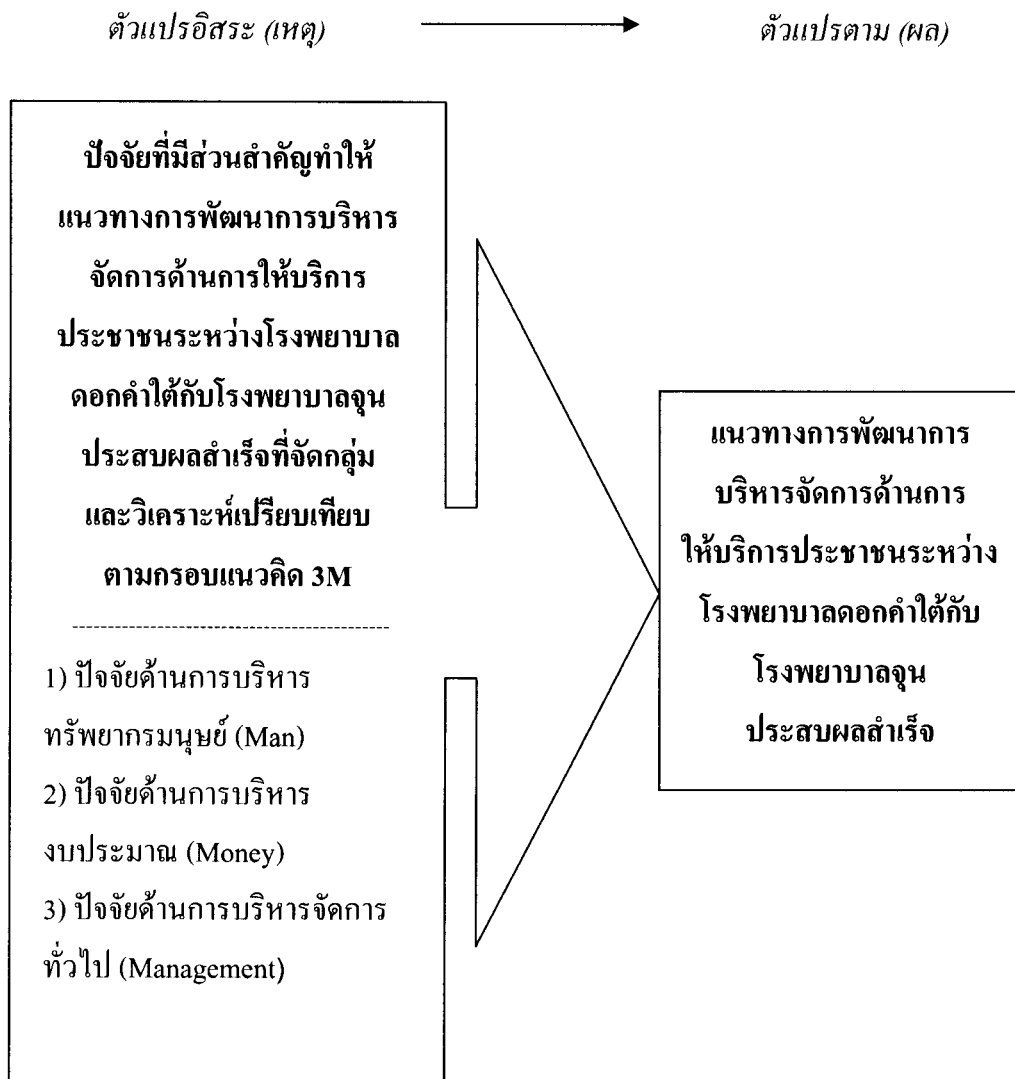 ตัวแปรอิสระ (เหตุ) ตัวแปรตาม (ผล)
ปัจจัยที่มีส่วนสำคัญทำให้
แนวทางการพัฒนาการบริหาร
จัดการด้านการให้บริการ
ประชาชนระหว่างโรงพยาบาล
ดอกคำใต้กับโรงพยาบาลจุน
ประสบผลสำเร็จที่จัดกลุ่ม
และวิเคราะห์เปรียบเทียบ
ตามกรอบแนวคิด 3M
1) ปัจจัยด้านการบริหาร
ทรัพยากรมนุษย์ (Man)
2) ปัจจัยด้านการบริหาร
งบประมาณ (Money)
3) ปัจจัยด้านการบริหารจัดการ
ทั่วไป (Management)
แนวทางการพัฒนาการ
บริหารจัดการด้านการ
ให้บริการประชาชนระหว่าง
โรงพยาบาลดอกคำใต้กับ
โรงพยาบาลจุน
ประสบผลสำเร็จ